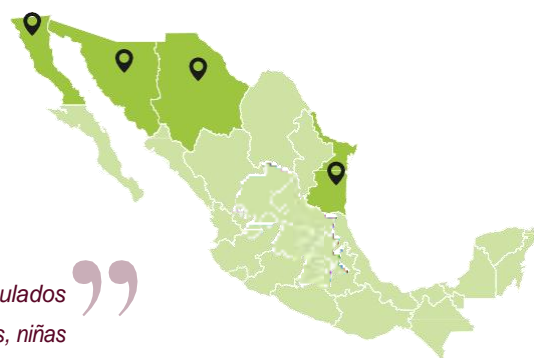 ulados ”
s, niñas